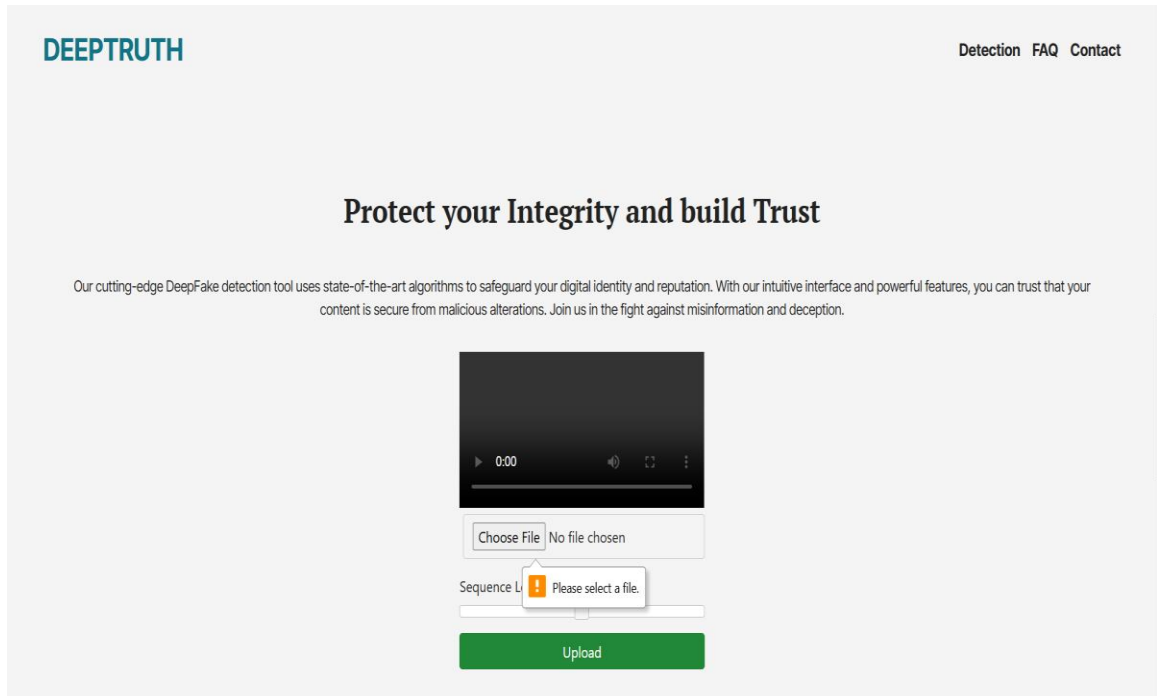 DEEPTRUTH
Detection FAQ Contact
Protect your Integrity and build Trust
Our cutting-edge DeepFake detection tool uses state-of-the-art algorithms to safeguard your digital identity and reputation. With our intuitive interface and powerful features, you can trust that your
content is secure from malicious alterations. Join us in the fight against misinformation and deception.
0:00
Choose File No file chosen
Sequence
Please select a file.
Upload